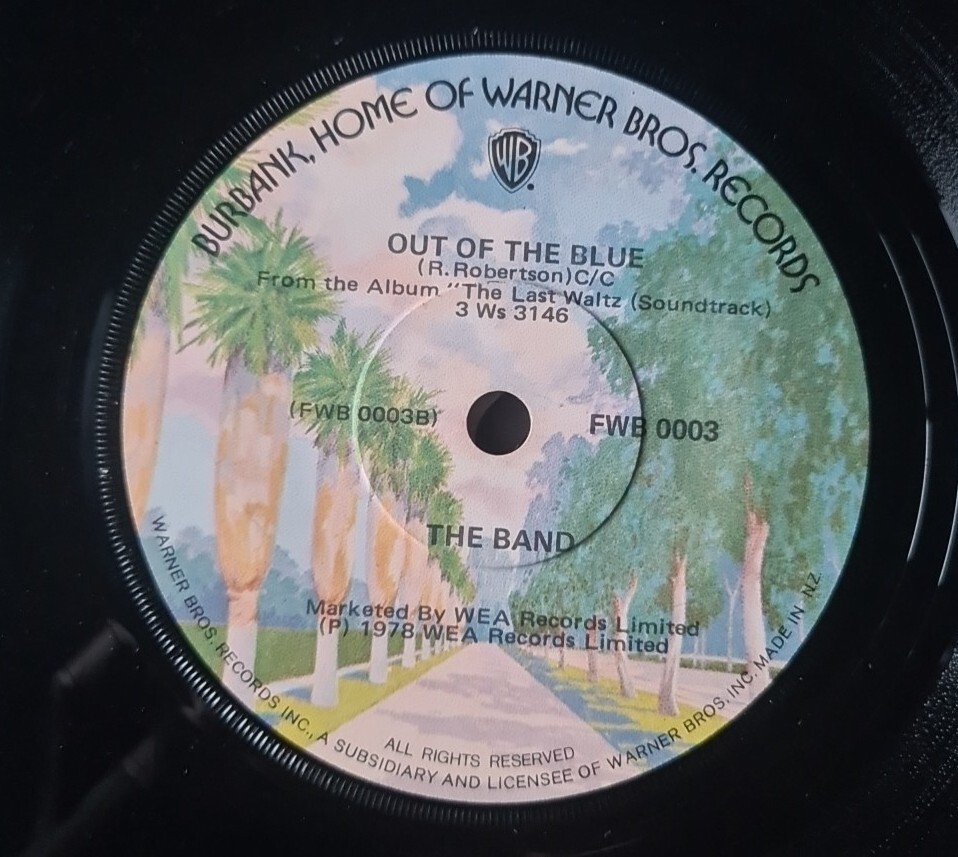 BURBANK, HOME OF WARNER BROS. RECORDS
WB
OUT OF THE BLUE
(R.Robertson)C/C
From the Album "The Last Waltz (Soundtrack)
3 Ws 3146
(FWB 0003B)
FWB 0003
THE BAND
Marketed By WEA Records Limited
(P) 1978 WEA Records Limited
ALL RIGHTS RESERVED
WARNER BROS. RECORDS INC., A SUBSIDIARY AND LICENSEE OF WARNER BROS. INC. MADE IN N.Z.